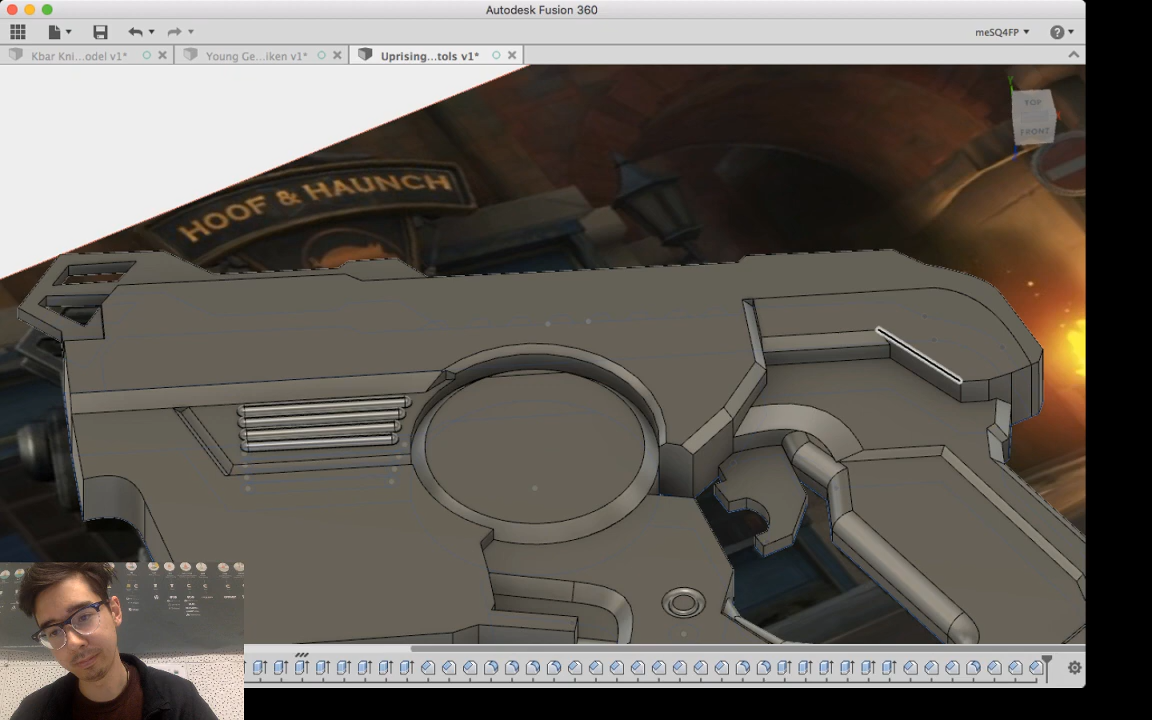 Autodesk Fusion 360
meSQ4FP
Kbar Kni...odel v1*
Young Ge...iken v1*
Uprising...tols v1*
TOP
FRONT
HOOF & HAUNCH